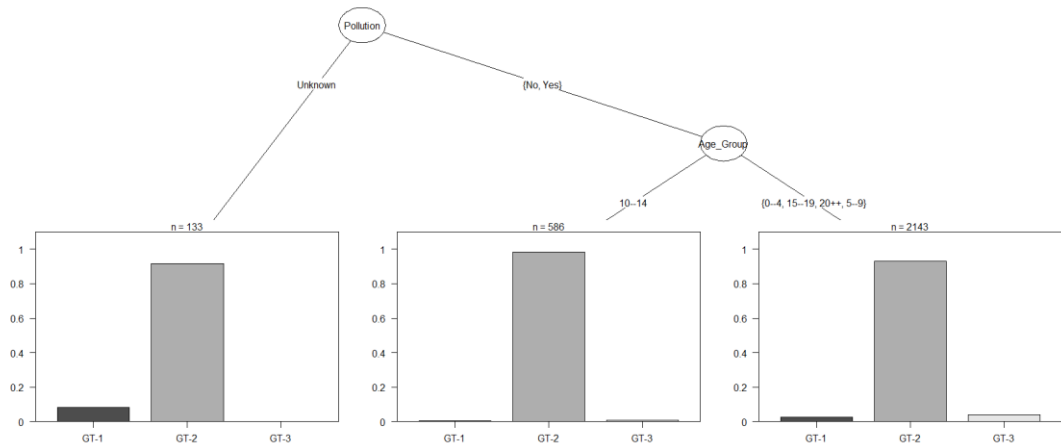 Pollution
Unknown
{No, Yes}
Age_Group
10--14
{0--4, 15--19, 20++, 5--9}
n = 133
n = 586
n = 2143
1
0.8
0.6
0.4
0.2
0
GT-1
GT-2
GT-3
1
0.8
0.6
0.4
0.2
0
GT-1
GT-2
GT-3
1
0.8
0.6
0.4
0.2
0
GT-1
GT-2
GT-3